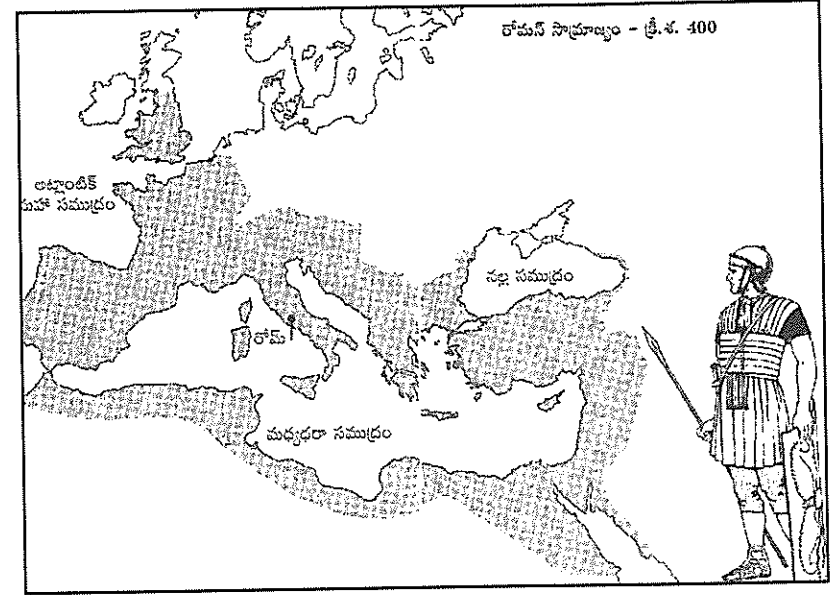 రోమన్ సామ్రాజ్యం - క్రీ.శ. 400
అట్లాంటిక్
మహా సముద్రం
నల్ల సముద్రం
రోమ్
మధ్యధరా సముద్రం